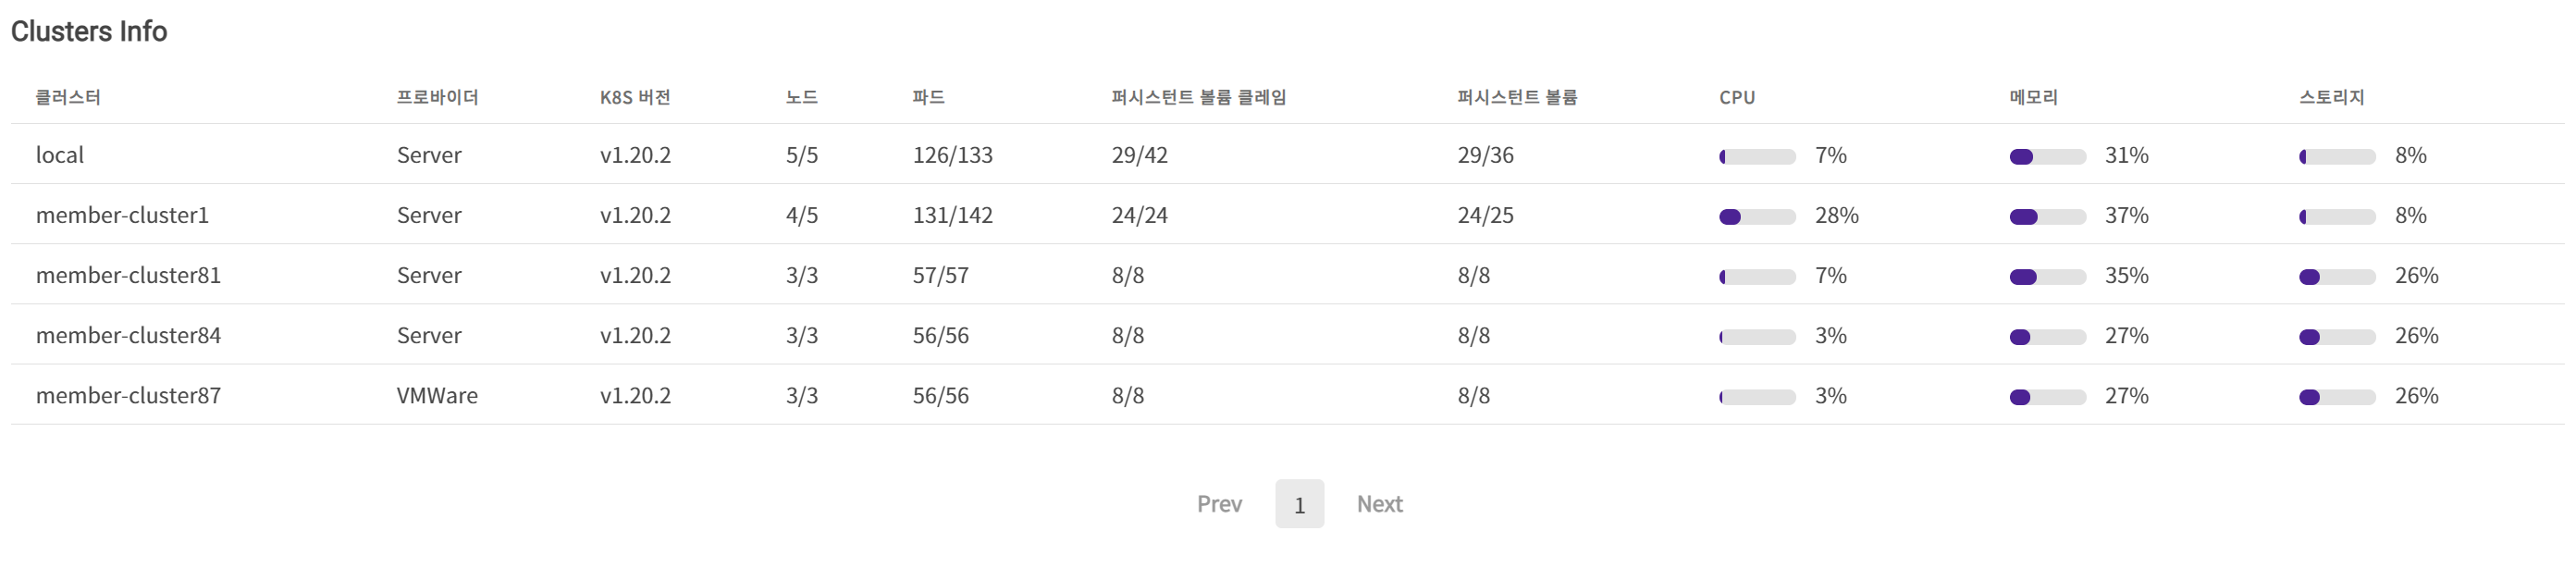 Clusters Info
클러스터 프로바이더 K8S 버전 노드 파드 퍼시스턴트 볼륨 클레임 퍼시스턴트 볼륨 CPU 메모리 스토리지
local Server v1.20.2 5/5 126/133 29/42 29/36 7% 31% 8%
member-cluster1 Server v1.20.2 4/5 131/142 24/24 24/25 28% 37% 8%
member-cluster81 Server v1.20.2 3/3 57/57 8/8 8/8 7% 35% 26%
member-cluster84 Server v1.20.2 3/3 56/56 8/8 8/8 3% 27% 26%
member-cluster87 VMWare v1.20.2 3/3 56/56 8/8 8/8 3% 27% 26%
Prev 1 Next